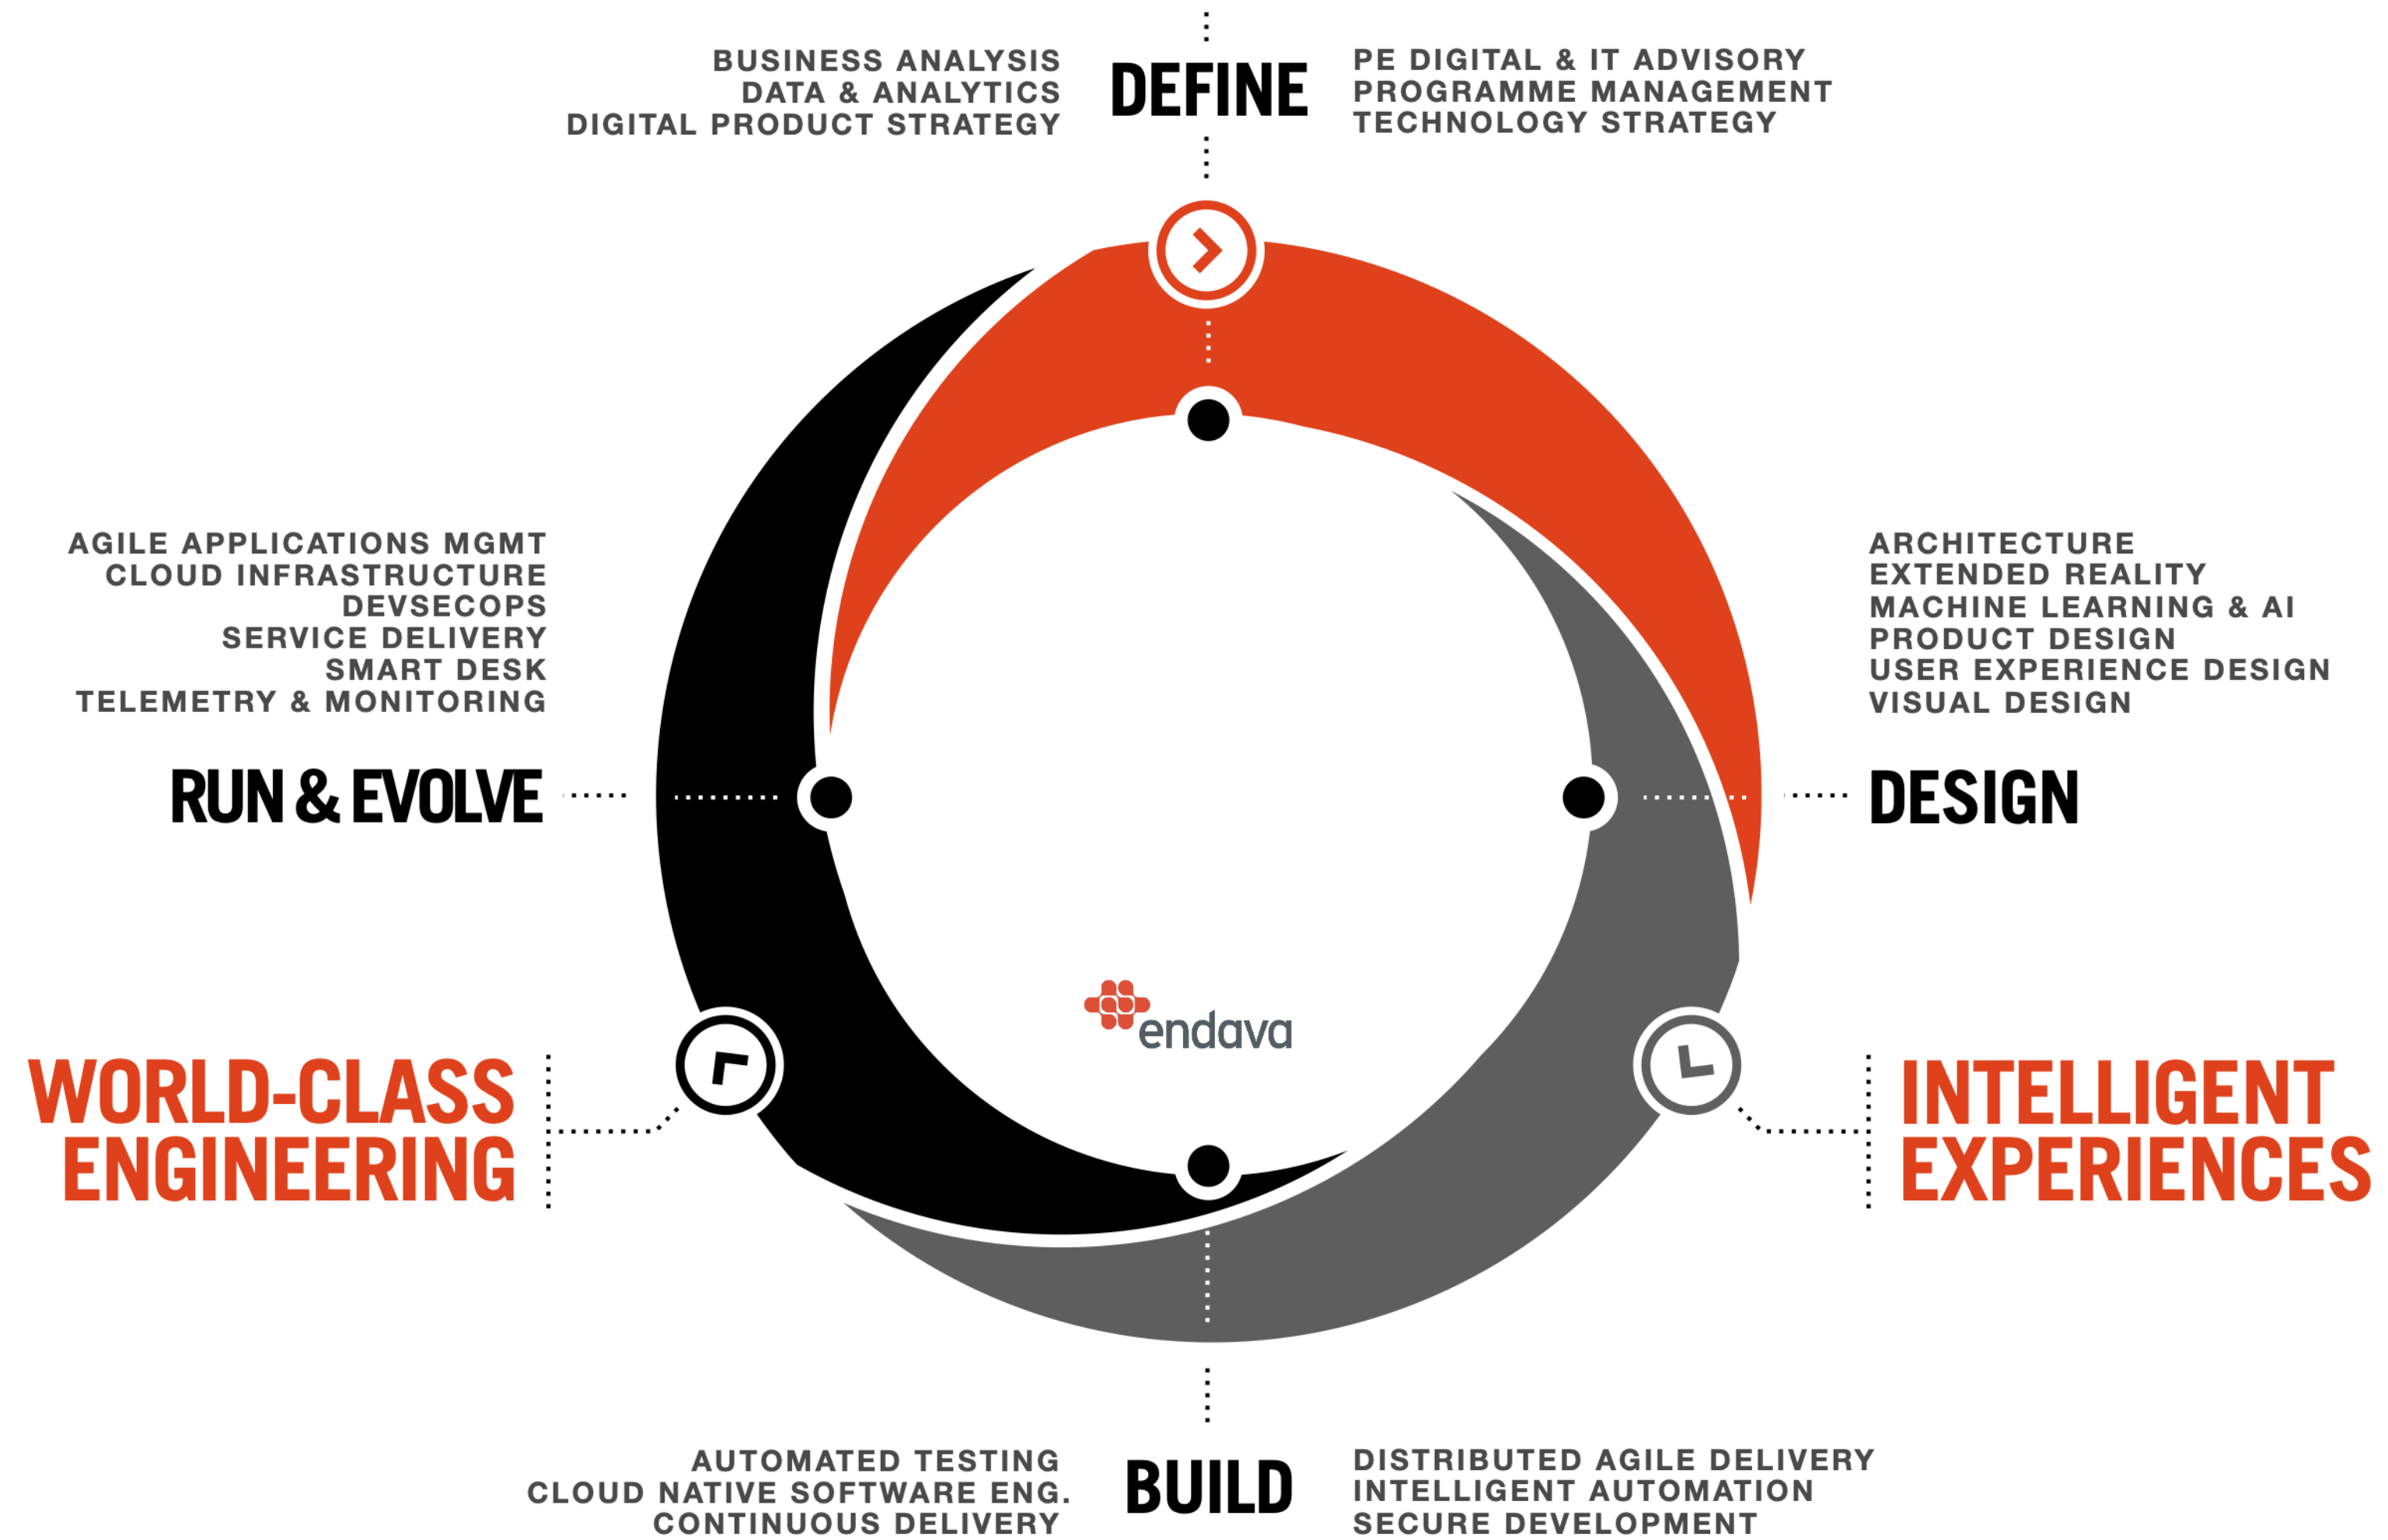 BUSINESS ANALYSIS
DATA & ANALYTICS
DIGITAL PRODUCT STRATEGY
DEFINE
PE DIGITAL & IT ADVISORY
PROGRAMME MANAGEMENT
TECHNOLOGY STRATEGY
AGILE APPLICATIONS MGMT
CLOUD INFRASTRUCTURE
DEVSECOPS
SERVICE DELIVERY
SMART DESK
TELEMETRY & MONITORING
RUN & EVOLVE
ARCHITECTURE
EXTENDED REALITY
MACHINE LEARNING & AI
PRODUCT DESIGN
USER EXPERIENCE DESIGN
VISUAL DESIGN
DESIGN
endava
WORLD-CLASS
ENGINEERING
INTELLIGENT
EXPERIENCES
AUTOMATED TESTING
CLOUD NATIVE SOFTWARE ENG.
CONTINUOUS DELIVERY
BUILD
DISTRIBUTED AGILE DELIVERY
INTELLIGENT AUTOMATION
SECURE DEVELOPMENT